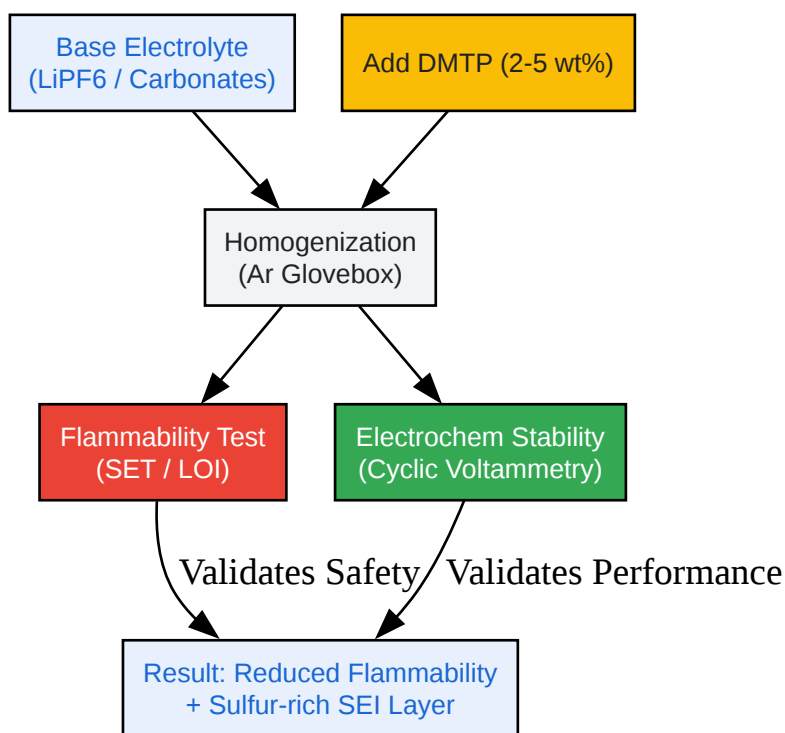 Base Electrolyte
(LiPF6 / Carbonates)
Add DMTP (2-5 wt%)
Homogenization
(Ar Glovebox)
Flammability Test
(SET / LOI)
Electrochem Stability
(Cyclic Voltammetry)
Validates Safety
Validates Performance
Result: Reduced Flammability
+ Sulfur-rich SEI Layer